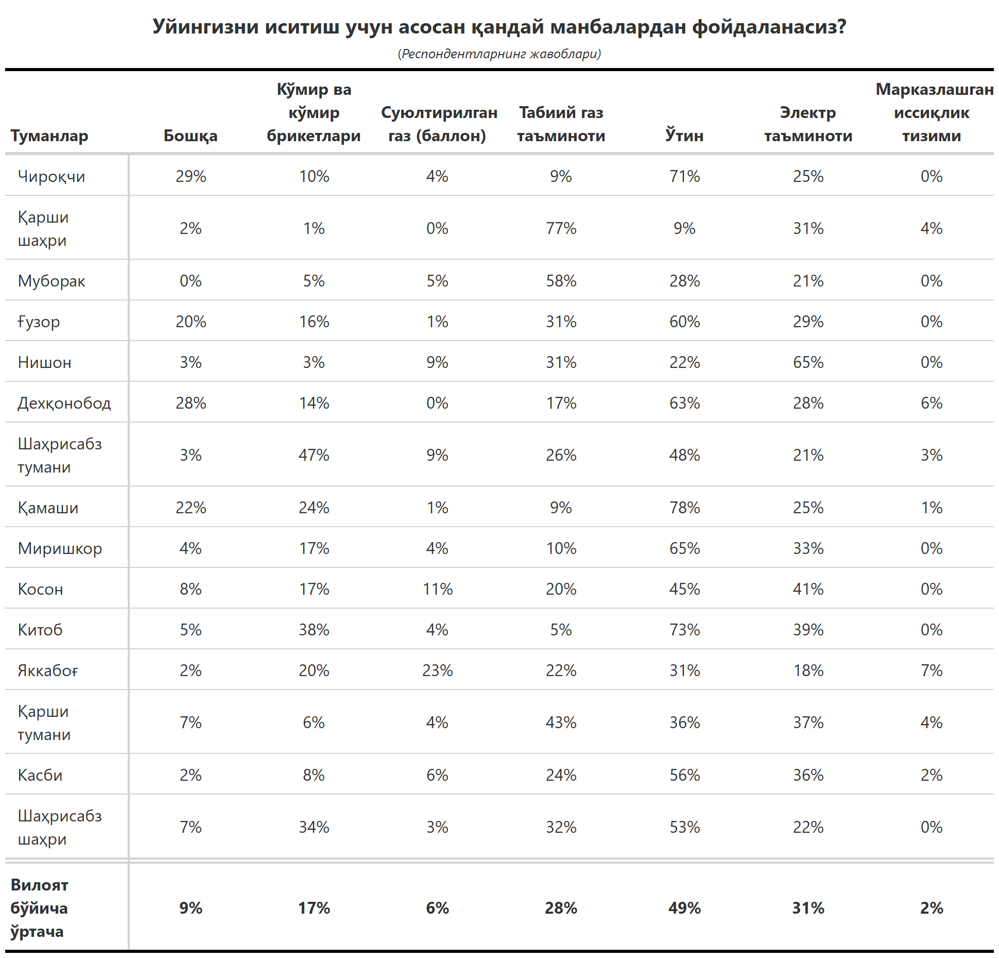 Уйингизни иситиш учун асосан қандай манбалардан фойдаланасиз?
(Респондентларнинг жавоблари)
Туманлар Бошқа Кўмир ва кўмир брикетлари Суюлтирилган газ (баллон) Табиий газ таъминоти Ўтин Электр таъминоти Марказлашган иссиқлик тизими
Чироқчи 29% 10% 4% 9% 71% 25% 0%
Қарши шаҳри 2% 1% 0% 77% 9% 31% 4%
Муборак 0% 5% 5% 58% 28% 21% 0%
Ғузор 20% 16% 1% 31% 60% 29% 0%
Нишон 3% 3% 9% 31% 22% 65% 0%
Дехқонобод 28% 14% 0% 17% 63% 28% 6%
Шаҳрисабз тумани 3% 47% 9% 26% 48% 21% 3%
Қамаши 22% 24% 1% 9% 78% 25% 1%
Миришкор 4% 17% 4% 10% 65% 33% 0%
Косон 8% 17% 11% 20% 45% 41% 0%
Китоб 5% 38% 4% 5% 73% 39% 0%
Яккабоғ 2% 20% 23% 22% 31% 18% 7%
Қарши тумани 7% 6% 4% 43% 36% 37% 4%
Касби 2% 8% 6% 24% 56% 36% 2%
Шаҳрисабз шаҳри 7% 34% 3% 32% 53% 22% 0%
Вилоят бўйича ўртача 9% 17% 6% 28% 49% 31% 2%